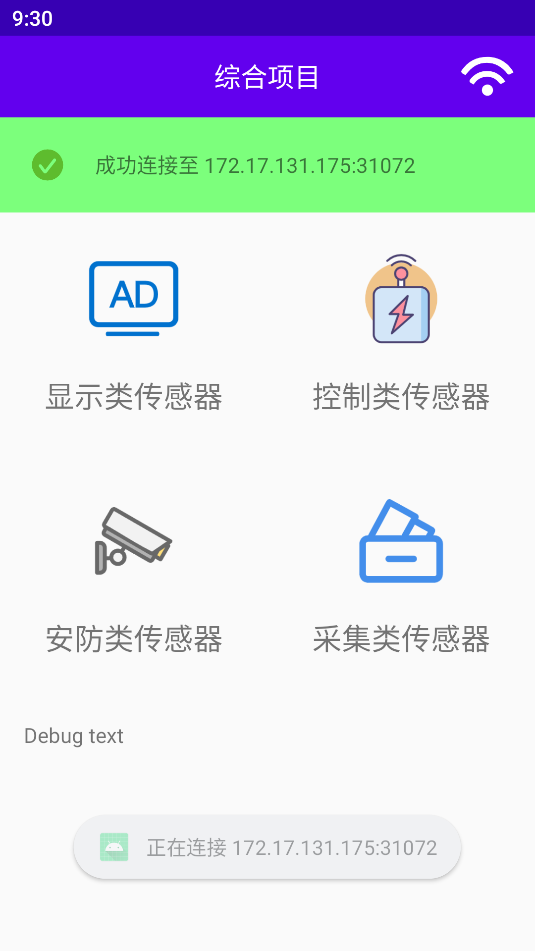 9:30
综合项目
成功连接至 172.17.131.175:31072
AD
显示类传感器
控制类传感器
安防类传感器
采集类传感器
Debug text
正在连接 172.17.131.175:31072